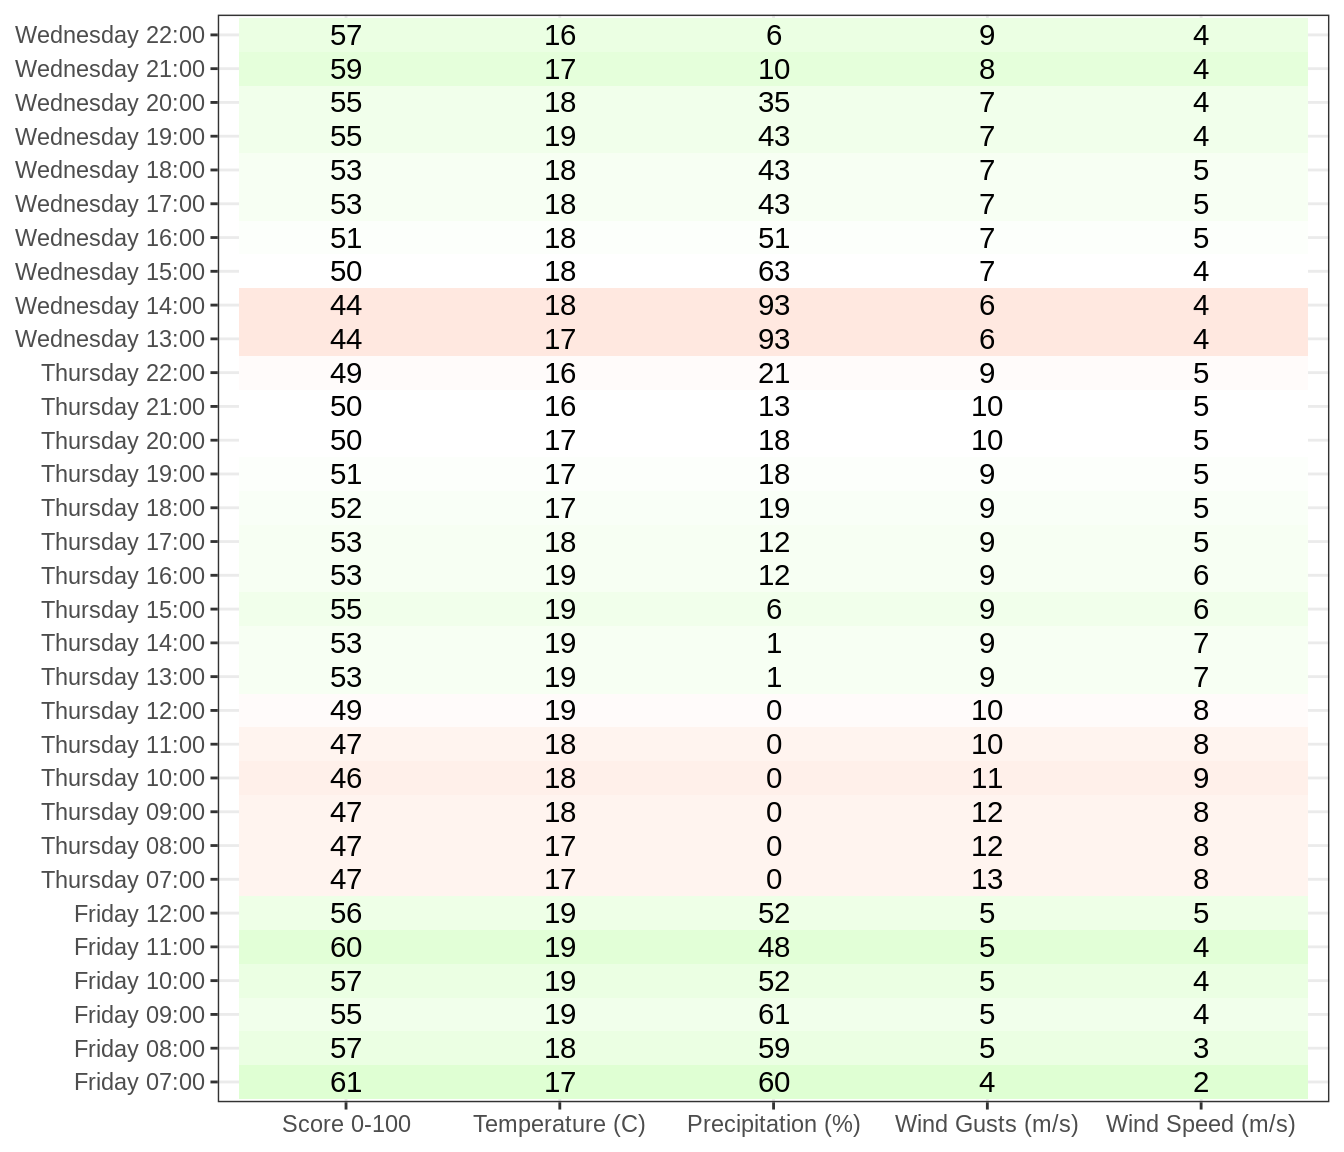 Wednesday 22:00 57 16 6 9 4
Wednesday 21:00 59 17 10 8 4
Wednesday 20:00 55 18 35 7 4
Wednesday 19:00 55 19 43 7 4
Wednesday 18:00 53 18 43 7 5
Wednesday 17:00 53 18 43 7 5
Wednesday 16:00 51 18 51 7 5
Wednesday 15:00 50 18 63 7 4
Wednesday 14:00 44 18 93 6 4
Wednesday 13:00 44 17 93 6 4
Thursday 22:00 49 16 21 9 5
Thursday 21:00 50 16 13 10 5
Thursday 20:00 50 17 18 10 5
Thursday 19:00 51 17 18 9 5
Thursday 18:00 52 17 19 9 5
Thursday 17:00 53 18 12 9 5
Thursday 16:00 53 19 12 9 6
Thursday 15:00 55 19 6 9 6
Thursday 14:00 53 19 1 9 7
Thursday 13:00 53 19 1 9 7
Thursday 12:00 49 19 0 10 8
Thursday 11:00 47 18 0 10 8
Thursday 10:00 46 18 0 11 9
Thursday 09:00 47 18 0 12 8
Thursday 08:00 47 17 0 12 8
Thursday 07:00 47 17 0 13 8
Friday 12:00 56 19 52 5 5
Friday 11:00 60 19 48 5 4
Friday 10:00 57 19 52 5 4
Friday 09:00 55 19 61 5 4
Friday 08:00 57 18 59 5 3
Friday 07:00 61 17 60 4 2
Score 0-100 Temperature (C) Precipitation (%) Wind Gusts (m/s) Wind Speed (m/s)